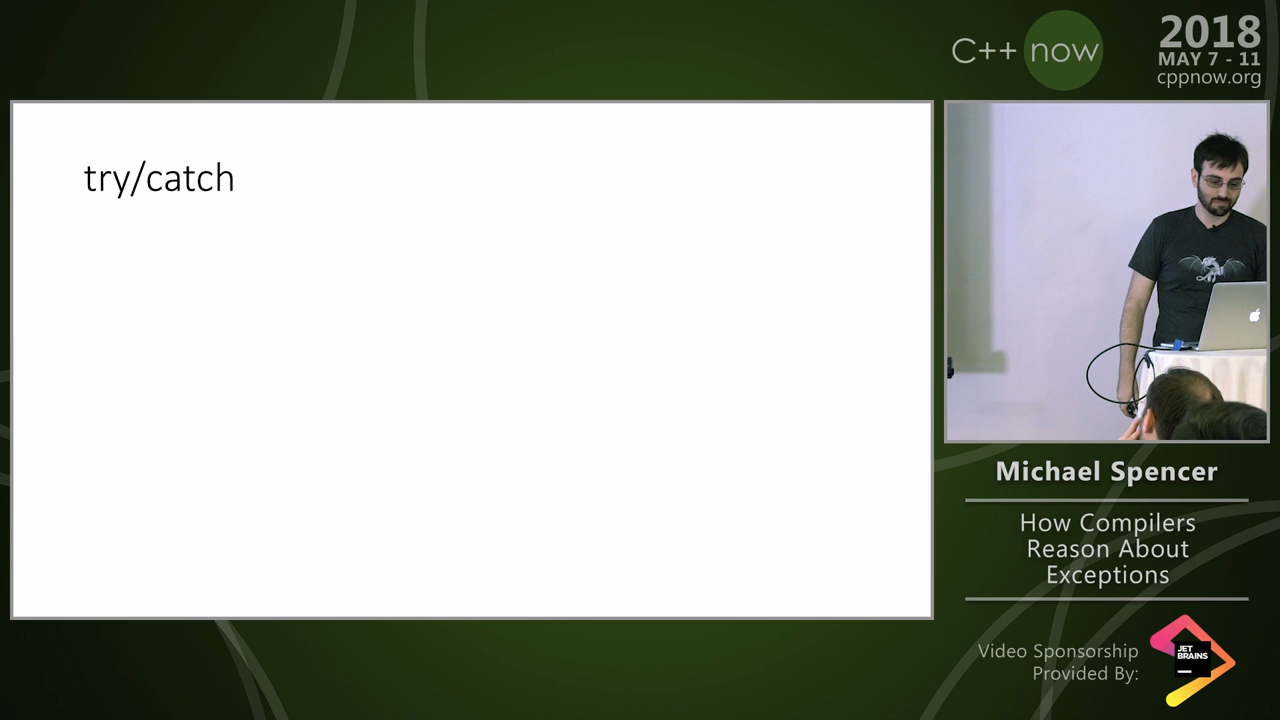 C++ now
2018
MAY 7 - 11
cppnow.org
try/catch
Michael Spencer
How Compilers
Reason About
Exceptions
Video Sponsorship
Provided By:
JET
BRAINS